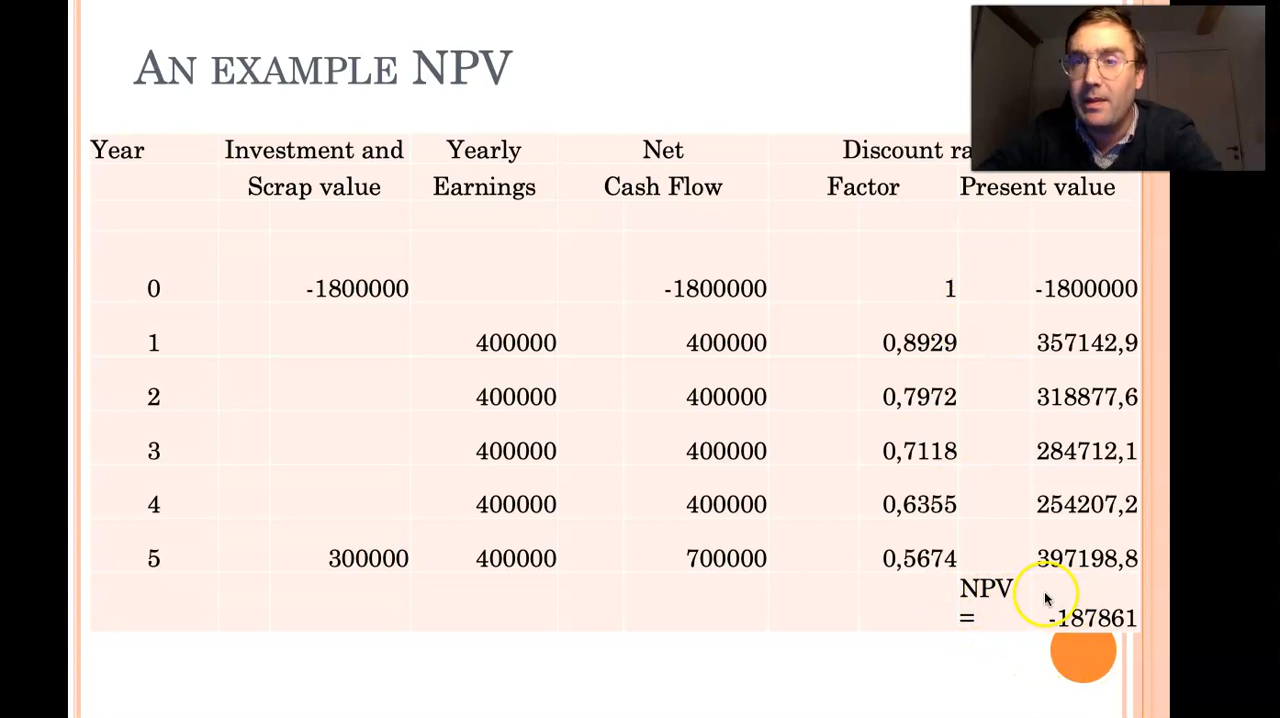 AN EXAMPLE NPV
Year Investment and Yearly Net Discount
Scrap value Earnings Cash Flow Factor Present value
0 -1800000 -1800000 1 -1800000
1 400000 400000 0,8929 357142,9
2 400000 400000 0,7972 318877,6
3 400000 400000 0,7118 284712,1
4 400000 400000 0,6355 254207,2
5 300000 400000 700000 0,5674 397198,8
NPV
= -187861